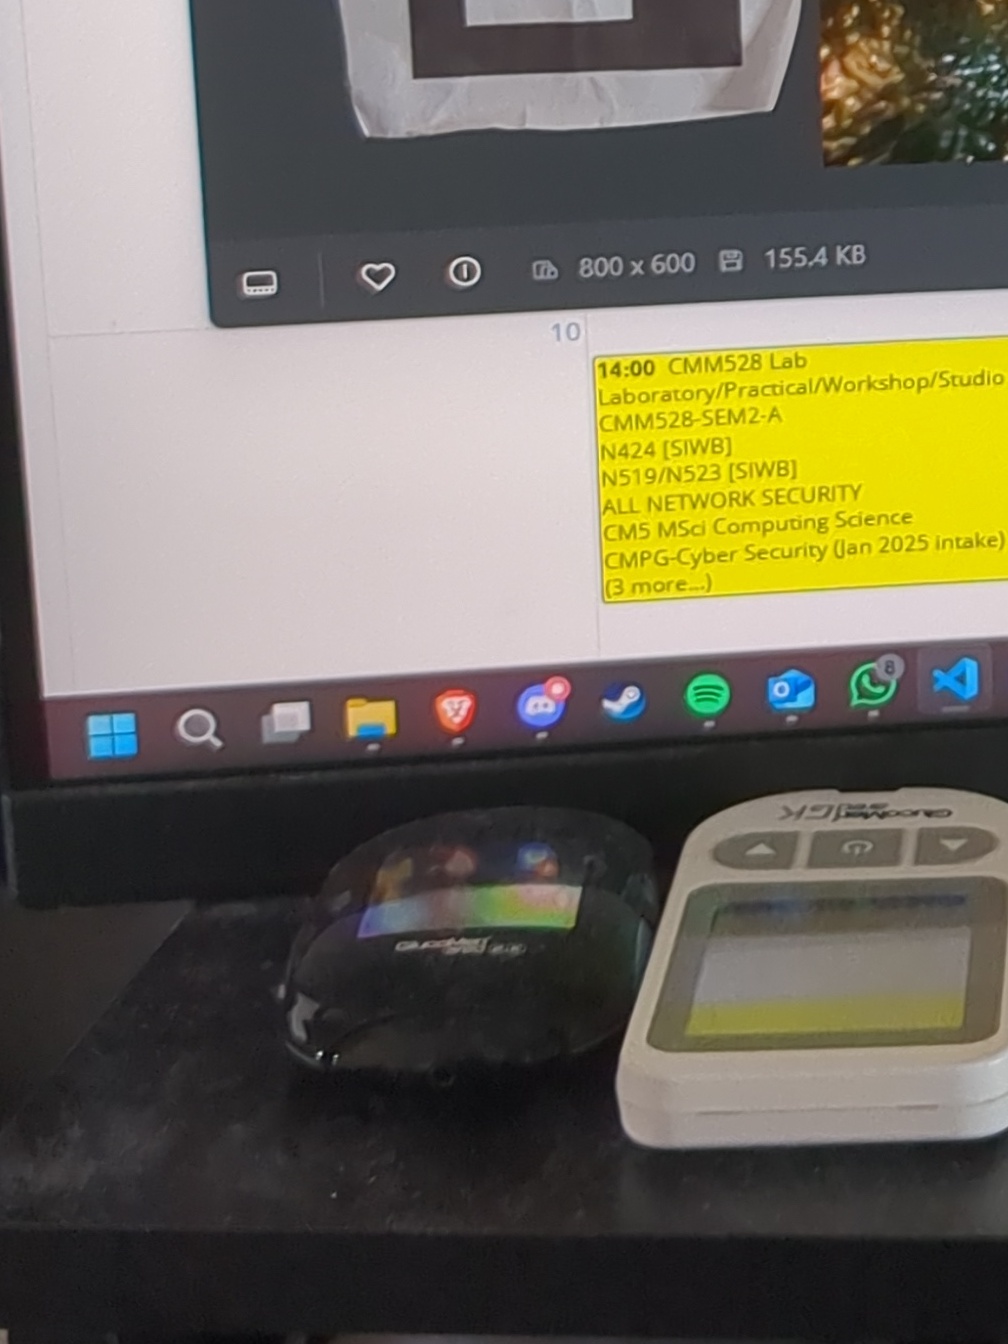 800 x 600 155.4 KB
10
14:00 CMM528 Lab
Laboratory/Practical/Workshop/Studio
CMM528-SEM2-A
N424 [SIWB]
N519/N523 [SIWB]
ALL NETWORK SECURITY
CM5 MSci Computing Science
CMPG-Cyber Security (Jan 2025 intake)
(3 more...)
8
GlucoMen
GK
GlucoMen